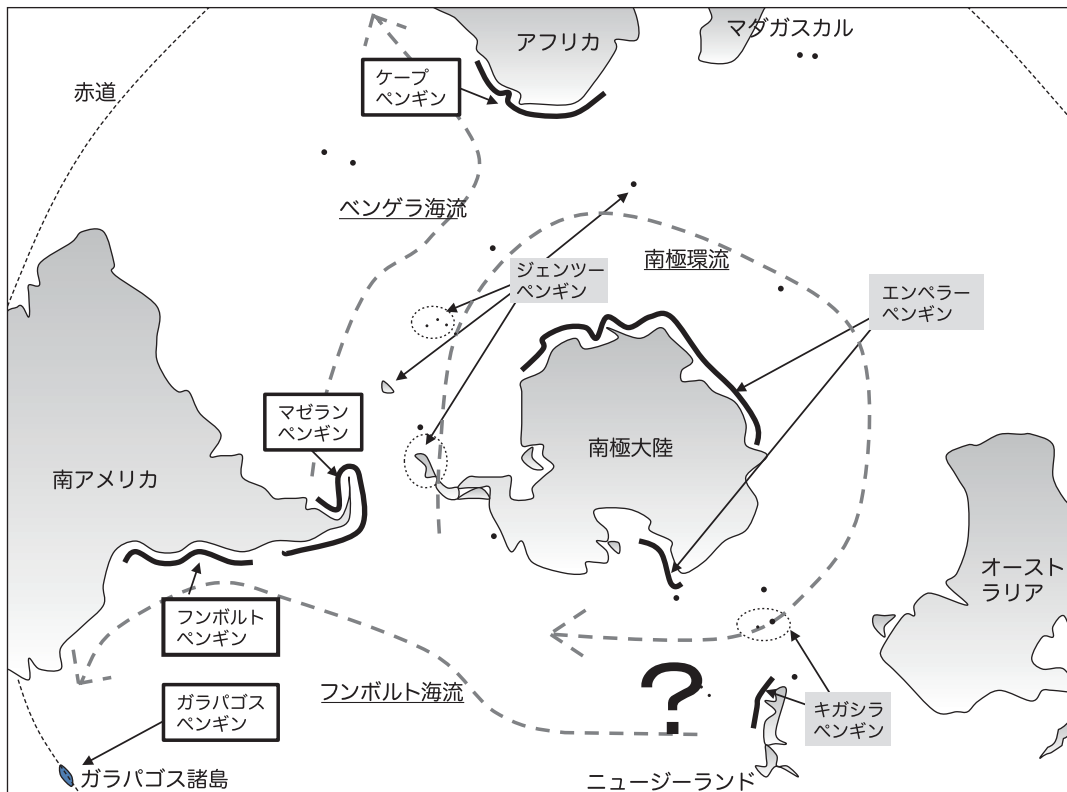 アフリカ
マダガスカル
ケープ
ペンギン
赤道
ベンゲラ海流
南極環流
ジェンツー
ペンギン
エンペラー
ペンギン
マゼラン
ペンギン
南極大陸
南アメリカ
オースト
ラリア
フンボルト
ペンギン
フンボルト海流
?
ガラパゴス
ペンギン
キガシラ
ペンギン
ガラパゴス諸島
ニュージーランド